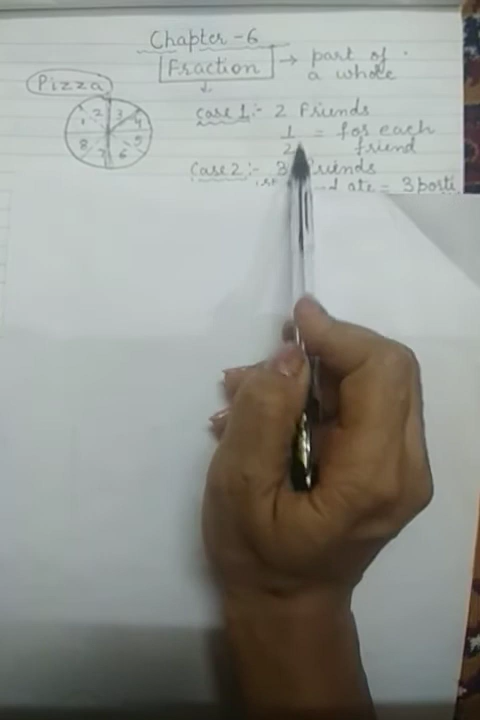 Chapter - 6
Fraction → part of a whole
Pizza
1 2 3 4 5 6 7 8
Case 1:- 2 Friends
1/2 = for each friend
Case 2:- 3 Friends
ate = 3